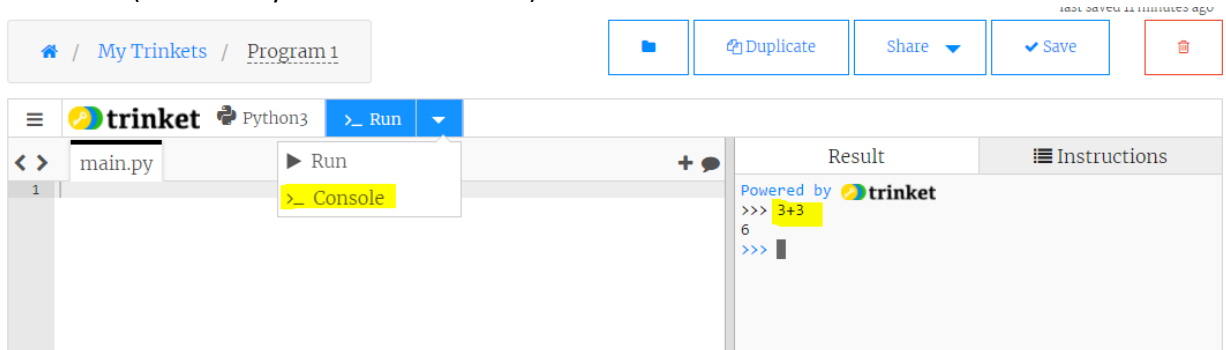 last saved 11 minutes ago
/ My Trinkets / Program 1
Duplicate
Share
Save
trinket Python3 >_ Run
main.py
Run
>_ Console
1
Result
Instructions
Powered by trinket
>>> 3+3
6
>>>